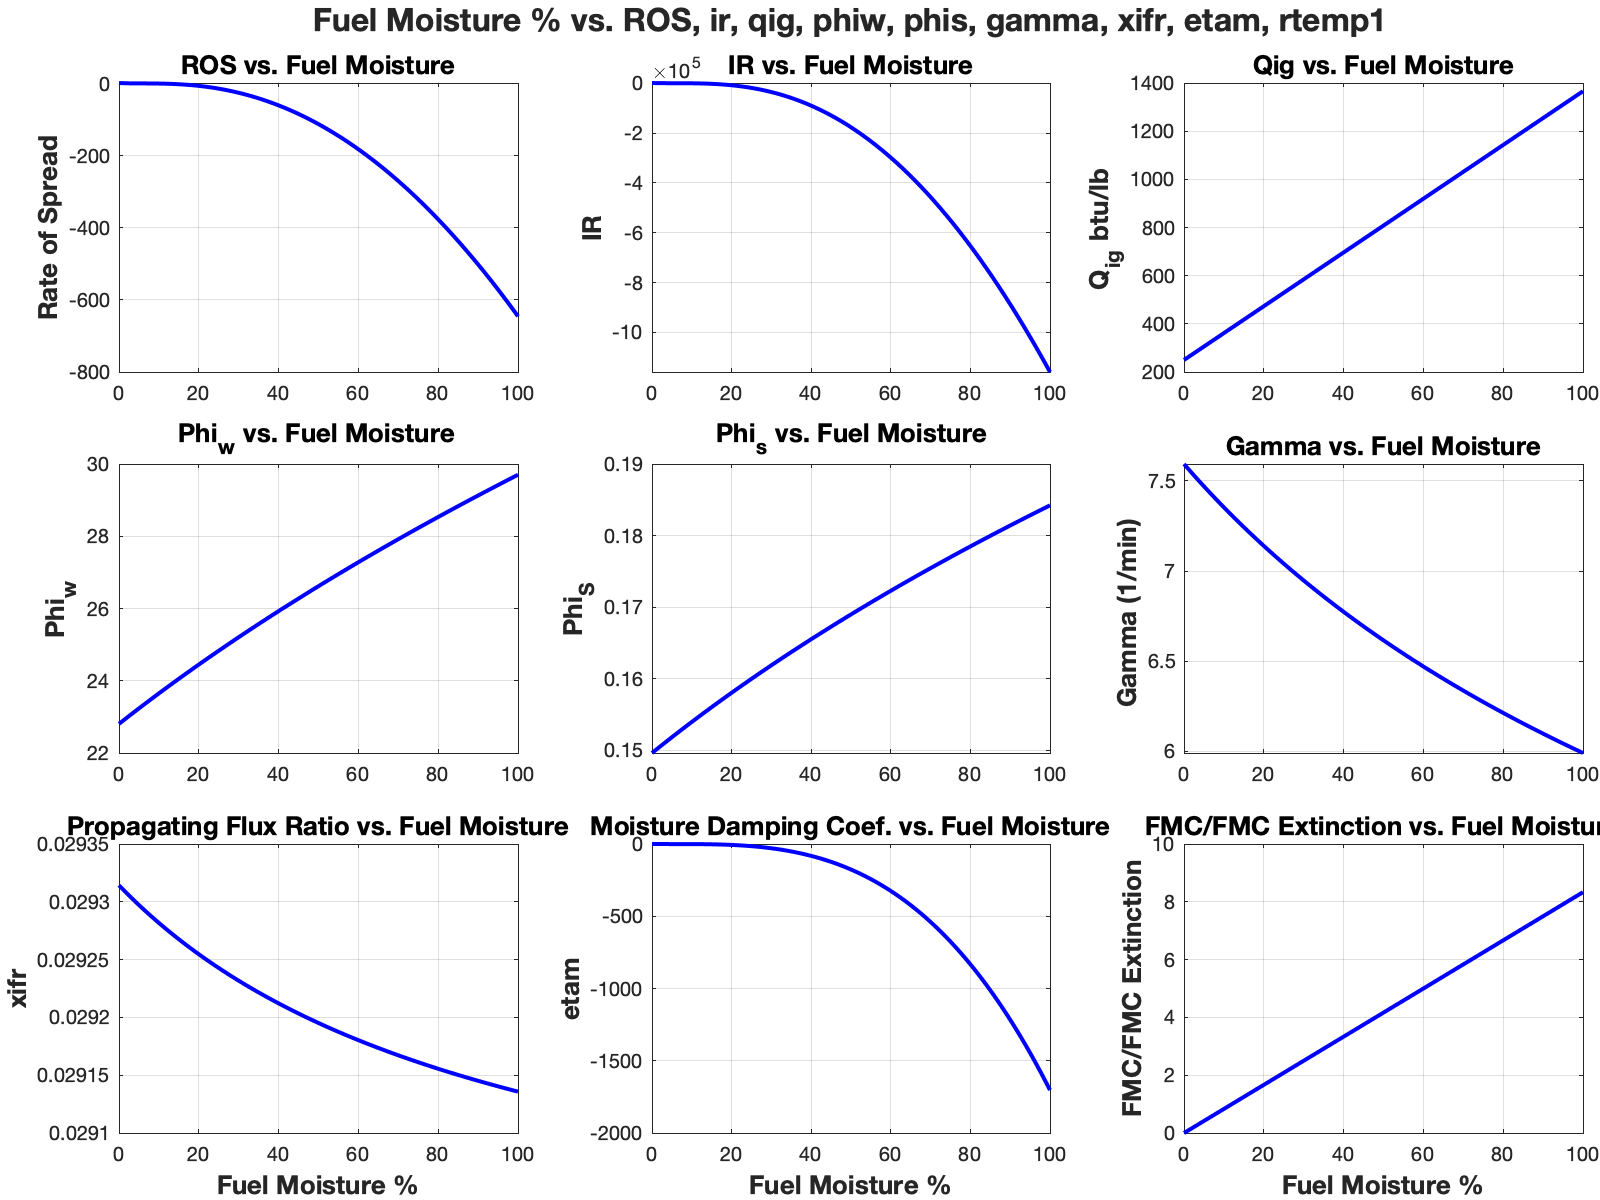 Fuel Moisture % vs. ROS, ir, qig, phiw, phis, gamma, xifr, etam, rtemp1
ROS vs. Fuel Moisture
0
-200
-400
-600
-800
Rate of Spread
0 20 40 60 80 100
IR vs. Fuel Moisture
×10^5
0
-2
-4
-6
-8
-10
IR
0 20 40 60 80 100
Qig vs. Fuel Moisture
1400
1200
1000
800
600
400
200
Q_ig btu/lb
0 20 40 60 80 100
Phi_w vs. Fuel Moisture
30
28
26
24
22
Phi_w
0 20 40 60 80 100
Phi_s vs. Fuel Moisture
0.19
0.18
0.17
0.16
0.15
Phi_S
0 20 40 60 80 100
Gamma vs. Fuel Moisture
7.5
7
6.5
6
Gamma (1/min)
0 20 40 60 80 100
Propagating Flux Ratio vs. Fuel Moisture
0.02935
0.0293
0.02925
0.0292
0.02915
0.0291
xifr
0 20 40 60 80 100
Fuel Moisture %
Moisture Damping Coef. vs. Fuel Moisture
0
-500
-1000
-1500
-2000
etam
0 20 40 60 80 100
Fuel Moisture %
FMC/FMC Extinction vs. Fuel Moistur
10
8
6
4
2
0
FMC/FMC Extinction
0 20 40 60 80 100
Fuel Moisture %